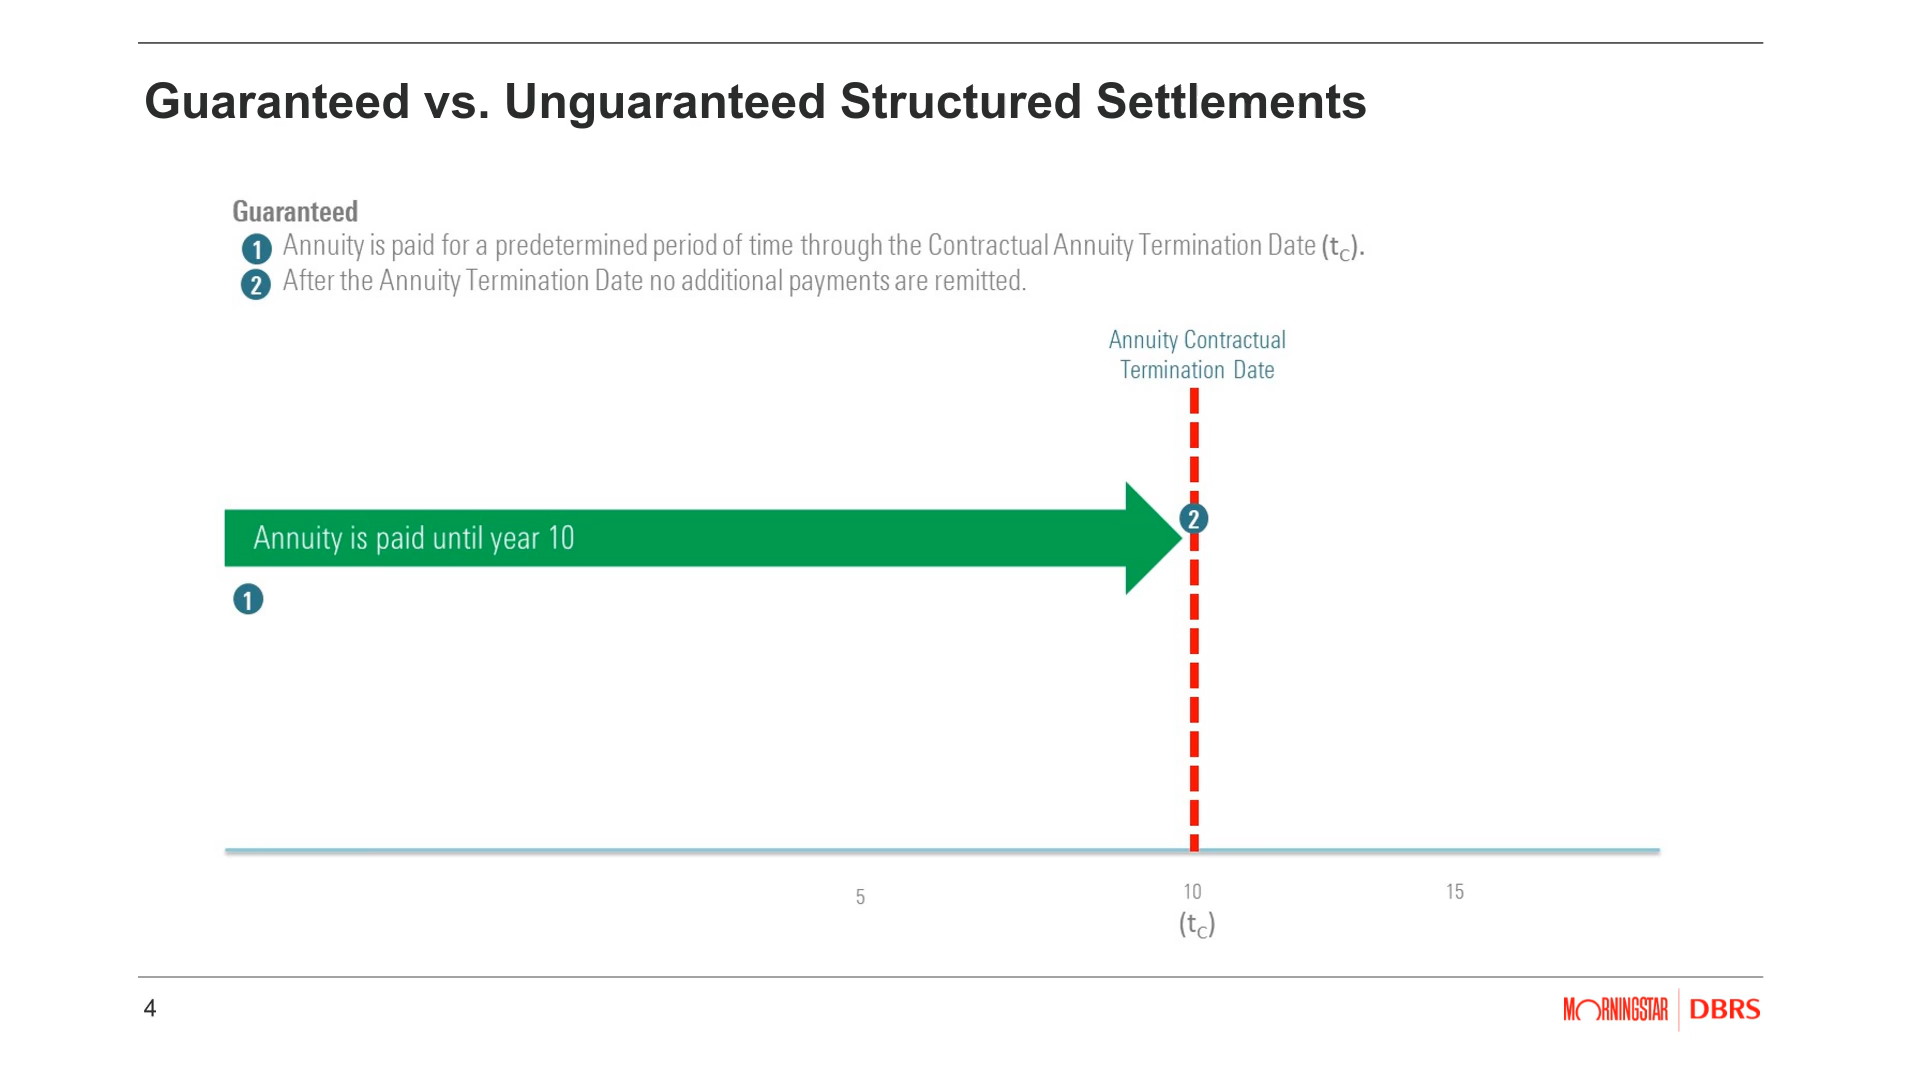 Guaranteed vs. Unguaranteed Structured Settlements
Guaranteed
1 Annuity is paid for a predetermined period of time through the Contractual Annuity Termination Date (tC).
2 After the Annuity Termination Date no additional payments are remitted.
Annuity Contractual
Termination Date
2
Annuity is paid until year 10
1
5 10 15
(tC)
4
MORNINGSTAR | DBRS